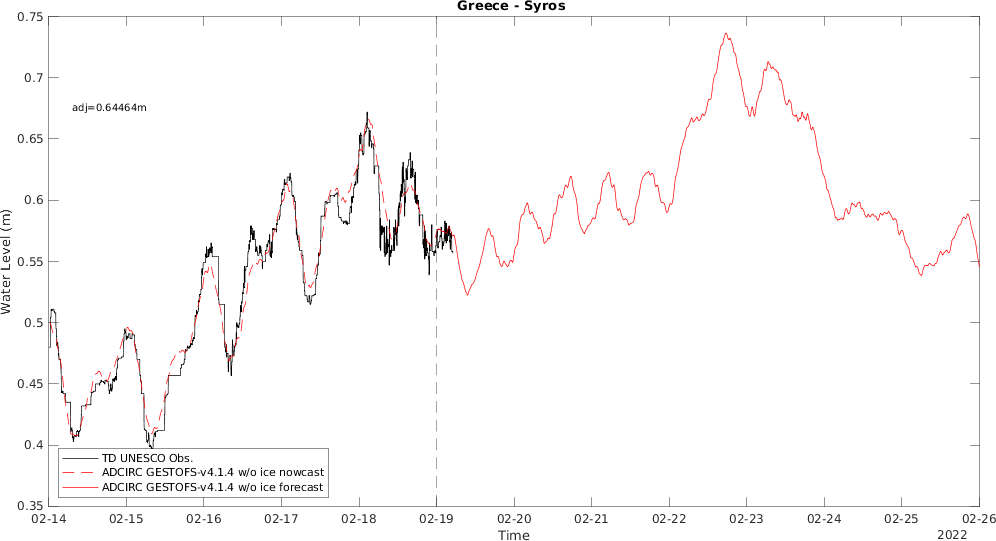 Greece - Syros
0.75
0.7
0.65
0.6
0.55
0.5
0.45
0.4
0.35
Water Level (m)
adj=0.64464m
TD UNESCO Obs.
ADCIRC GESTOFS-v4.1.4 w/o ice nowcast
ADCIRC GESTOFS-v4.1.4 w/o ice forecast
02-14 02-15 02-16 02-17 02-18 02-19 02-20 02-21 02-22 02-23 02-24 02-25 02-26
Time
2022